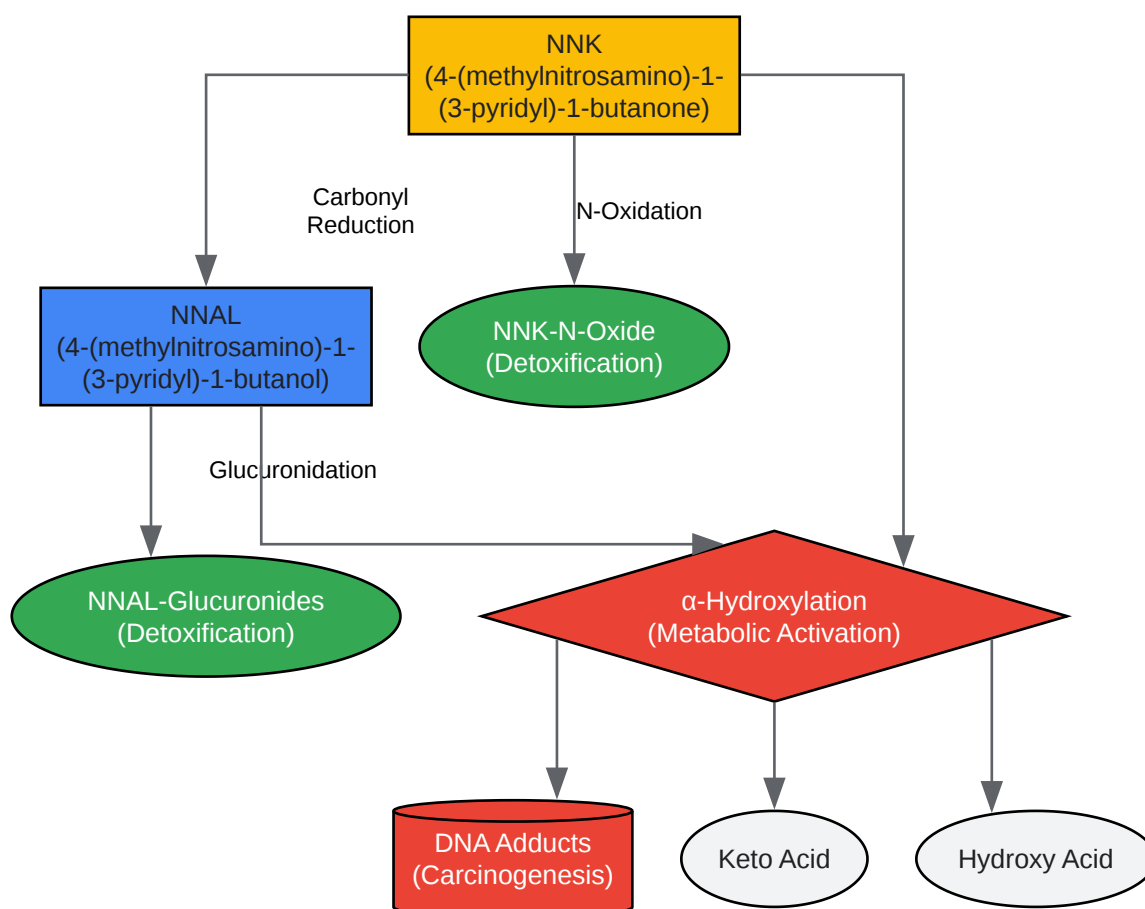 NNK
(4-(methylnitrosamino)-1-
(3-pyridyl)-1-butanone)
Carbonyl
Reduction
N-Oxidation
NNAL
(4-(methylnitrosamino)-1-
(3-pyridyl)-1-butanol)
NNK-N-Oxide
(Detoxification)
Glucuronidation
NNAL-Glucuronides
(Detoxification)
α-Hydroxylation
(Metabolic Activation)
DNA Adducts
(Carcinogenesis)
Keto Acid
Hydroxy Acid